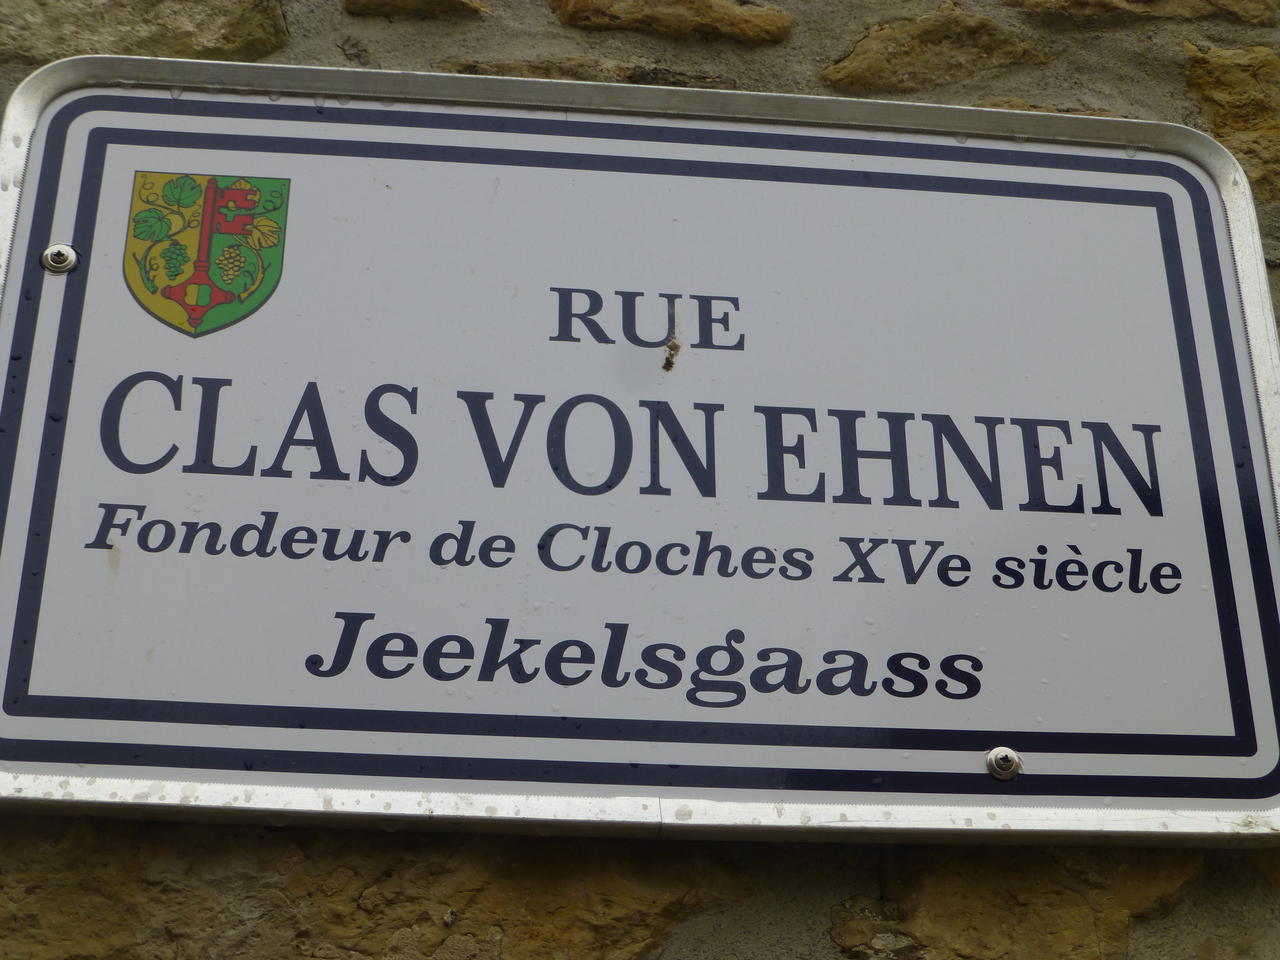 RUE
CLAS VON EHNEN
Fondeur de Cloches XVe siècle
Jeekelsgaass